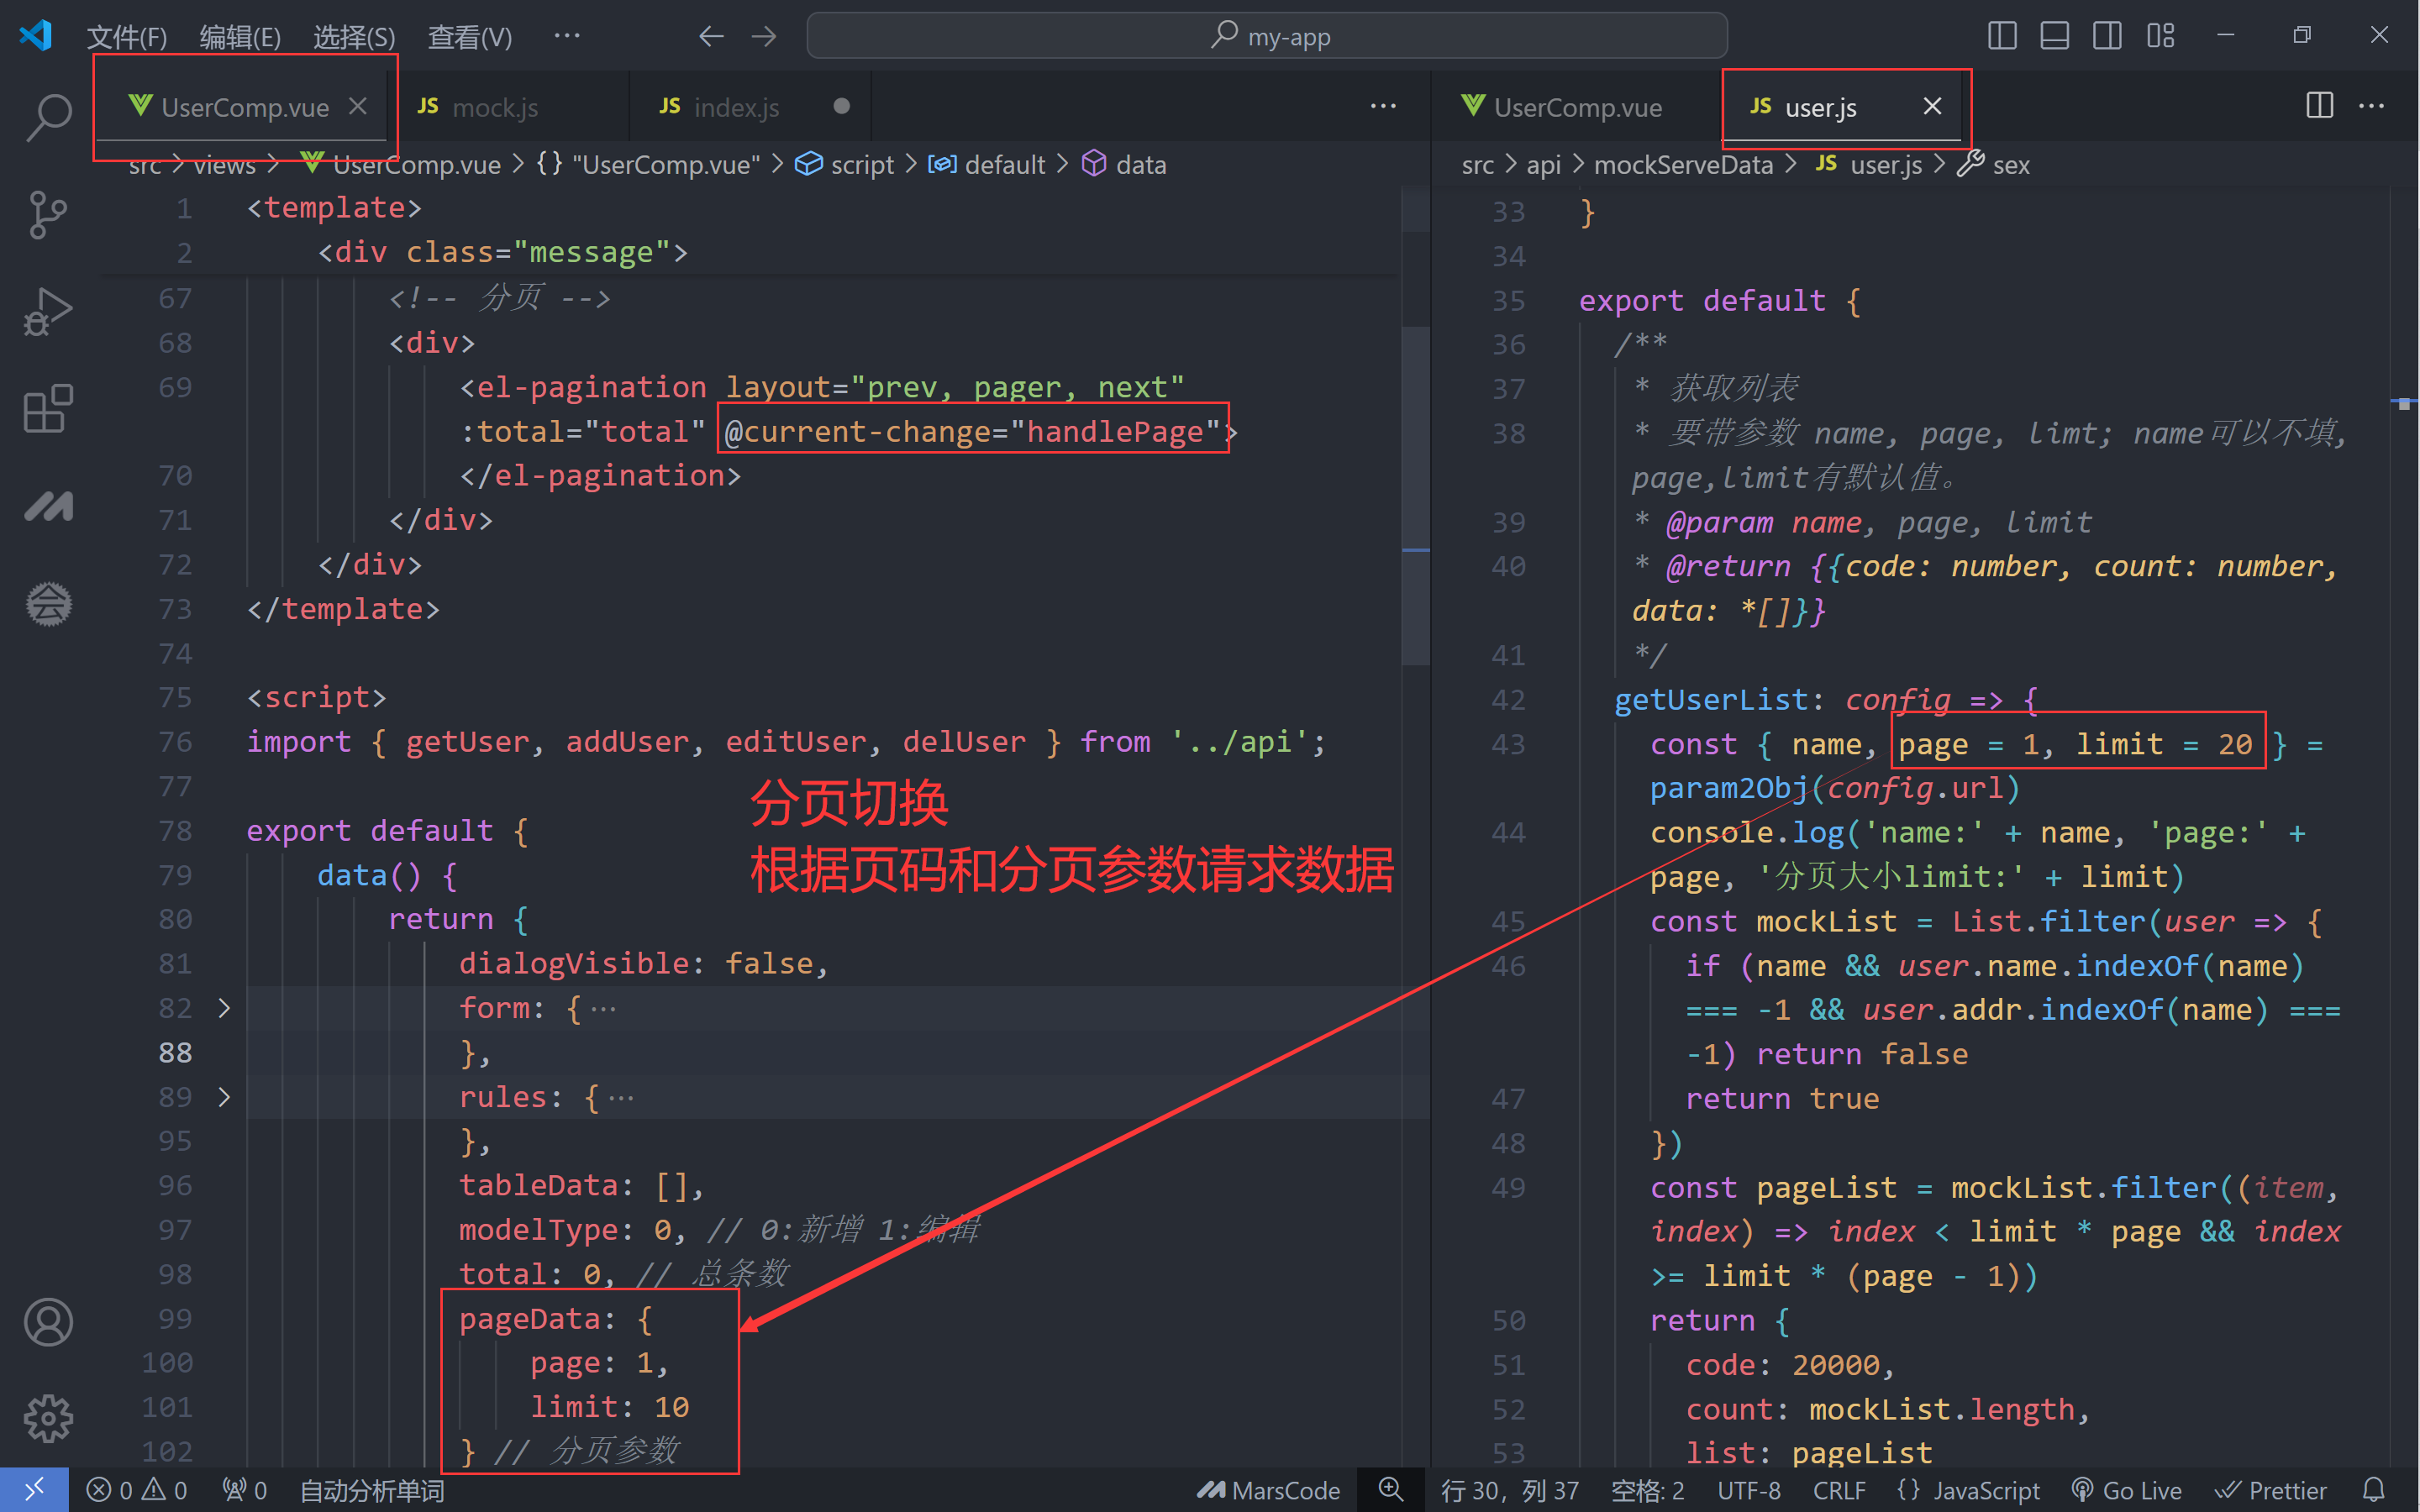 文件(F) 编辑(E) 选择(S) 查看(V) ··· my-app
UserComp.vue JS mock.js JS index.js ···
src > views > UserComp.vue > {} "UserComp.vue" > script > default > data
1 <template>
2 <div class="message">
67 <!-- 分页 -->
68 <div>
69 <el-pagination layout="prev, pager, next"
:total="total" @current-change="handlePage">
70 </el-pagination>
71 </div>
72 </div>
73 </template>
74
75 <script>
76 import { getUser, addUser, editUser, delUser } from '../api';
77
78 export default {
79 data() {
80 return {
81 dialogVisible: false,
82 form: {···
88 },
89 rules: {···
95 },
96 tableData: [],
97 modelType: 0, // 0:新增 1:编辑
98 total: 0, // 总条数
99 pageData: {
100 page: 1,
101 limit: 10
102 } // 分页参数
分页切换
根据页码和分页参数请求数据
UserComp.vue JS user.js ···
src > api > mockServeData > JS user.js > sex
33 }
34
35 export default {
36 /**
37 * 获取列表
38 * 要带参数 name, page, limt; name可以不填,
page,limit有默认值。
39 * @param name, page, limit
40 * @return {{code: number, count: number,
data: *[]}}
41 */
42 getUserList: config => {
43 const { name, page = 1, limit = 20 } =
param2Obj(config.url)
44 console.log('name:' + name, 'page:' +
page, '分页大小limit:' + limit)
45 const mockList = List.filter(user => {
46 if (name && user.name.indexOf(name)
=== -1 && user.addr.indexOf(name) ===
-1) return false
47 return true
48 })
49 const pageList = mockList.filter((item,
index) => index < limit * page && index
>= limit * (page - 1))
50 return {
51 code: 20000,
52 count: mockList.length,
53 list: pageList
0 0 0 自动分析单词 MarsCode 行 30，列 37 空格: 2 UTF-8 CRLF {} JavaScript Go Live Prettier
会